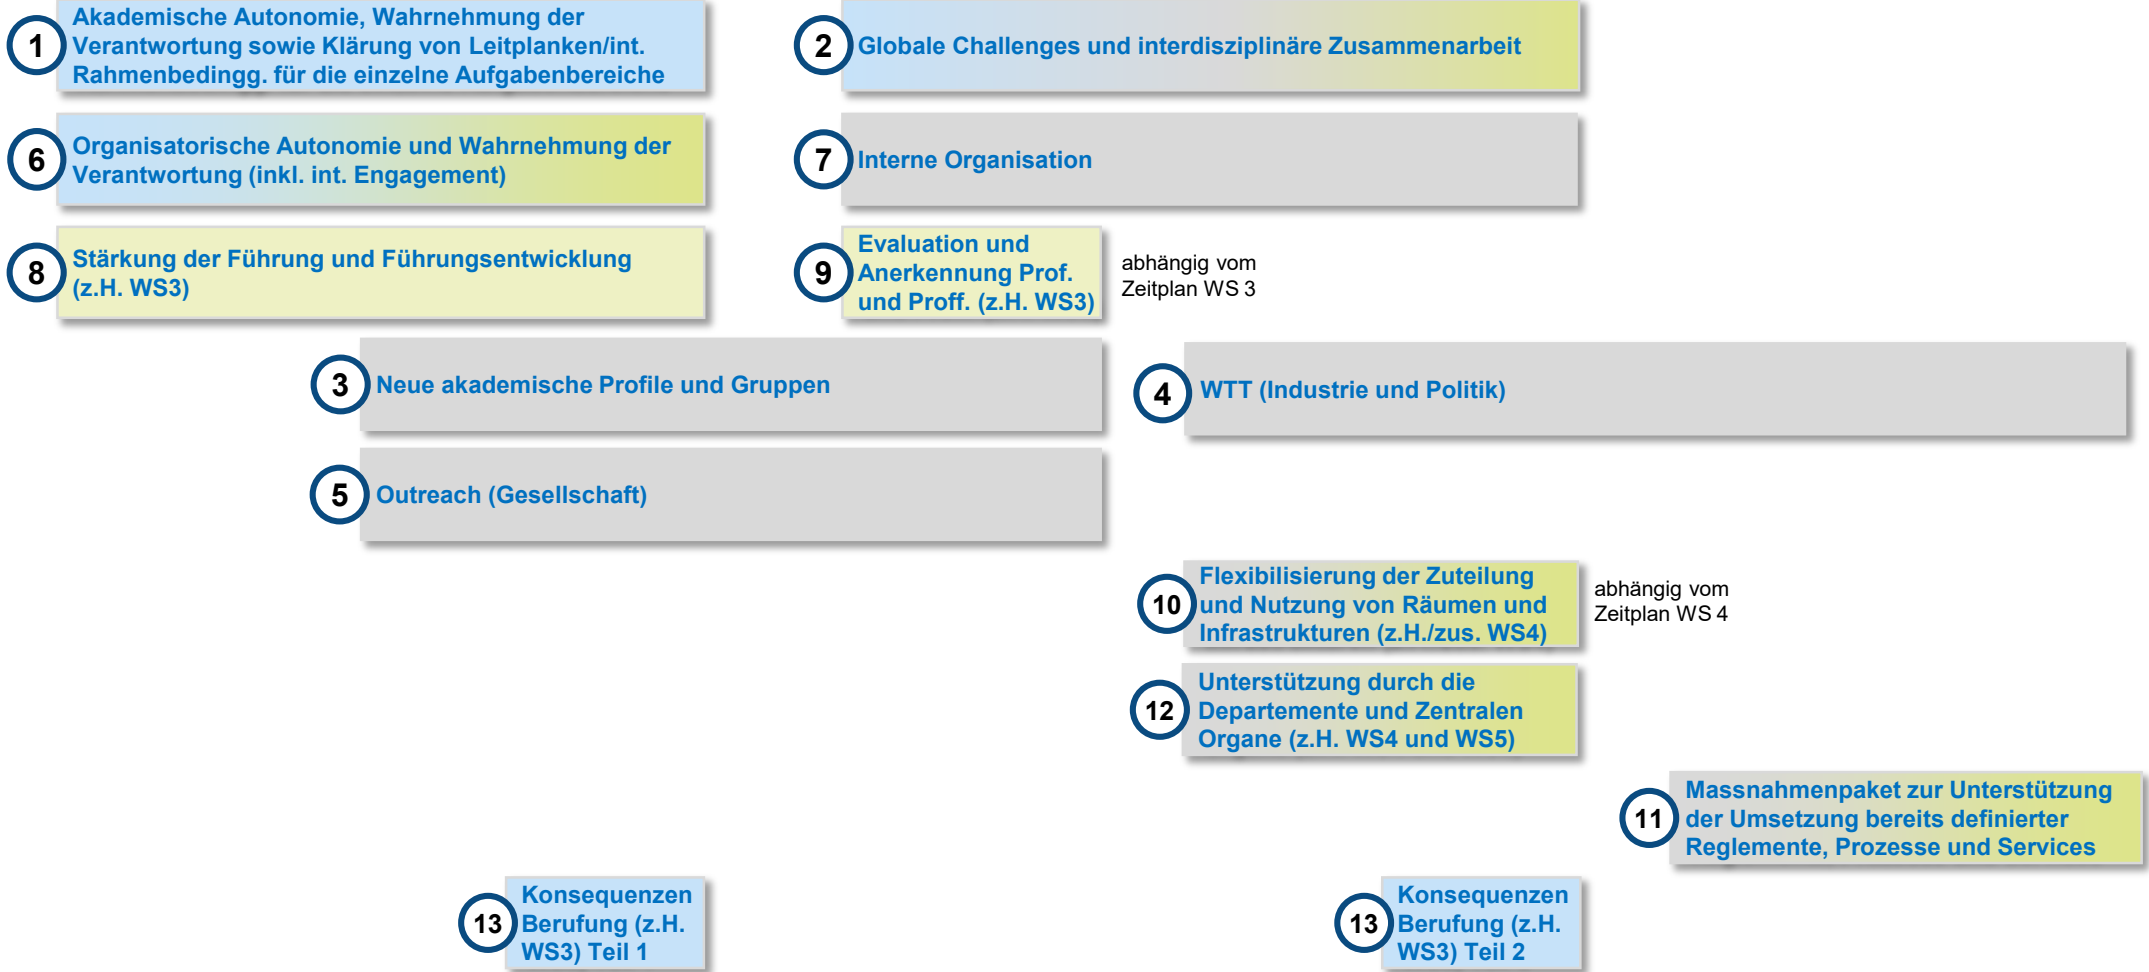 1
Akademische Autonomie, Wahrnehmung der
Verantwortung sowie Klärung von Leitplanken/int.
Rahmenbedingg. für die einzelne Aufgabenbereiche
2
Globale Challenges und interdisziplinäre Zusammenarbeit
6
Organisatorische Autonomie und Wahrnehmung der
Verantwortung (inkl. int. Engagement)
7
Interne Organisation
8
Stärkung der Führung und Führungsentwicklung
(z.H. WS3)
9
Evaluation und
Anerkennung Prof.
und Proff. (z.H. WS3)
abhängig vom
Zeitplan WS 3
3
Neue akademische Profile und Gruppen
4
WTT (Industrie und Politik)
5
Outreach (Gesellschaft)
10
Flexibilisierung der Zuteilung
und Nutzung von Räumen und
Infrastrukturen (z.H./zus. WS4)
abhängig vom
Zeitplan WS 4
12
Unterstützung durch die
Departemente und Zentralen
Organe (z.H. WS4 und WS5)
11
Massnahmenpaket zur Unterstützung
der Umsetzung bereits definierter
Reglemente, Prozesse und Services
13
Konsequenzen
Berufung (z.H.
WS3) Teil 1
13
Konsequenzen
Berufung (z.H.
WS3) Teil 2